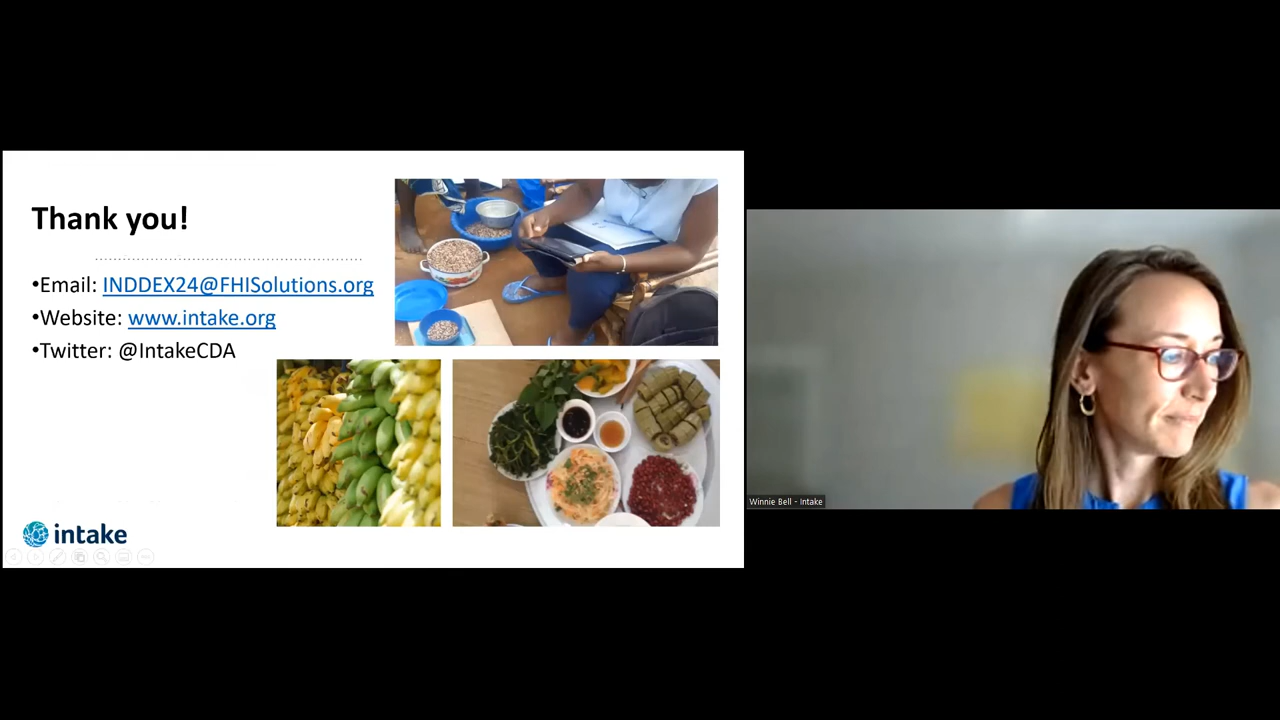 Thank you!
•Email: INDDEX24@FHISolutions.org
•Website: www.intake.org
•Twitter: @IntakeCDA
intake
Winnie Bell - Intake